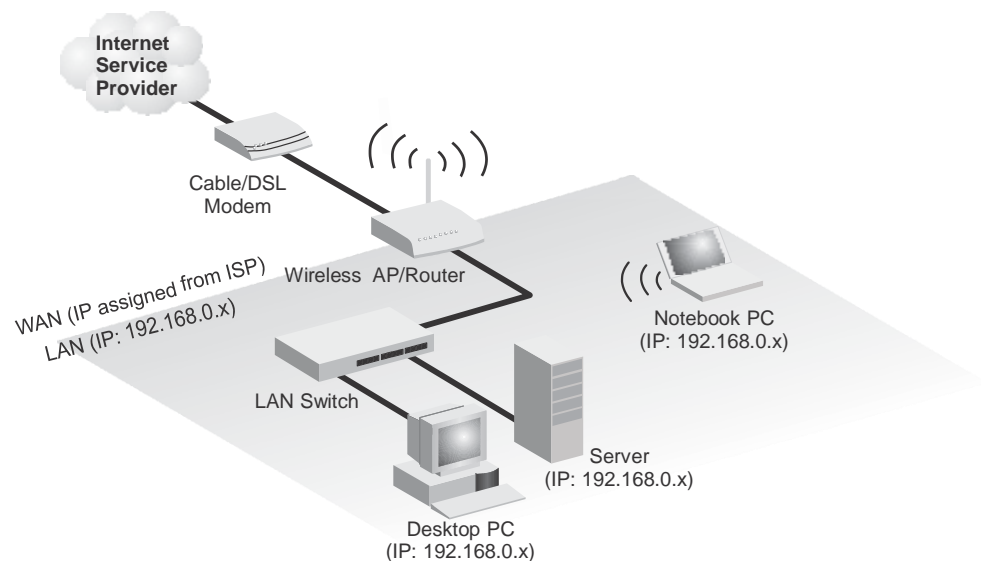 Internet
Service
Provider
Cable/DSL
Modem
Wireless AP/Router
WAN (IP assigned from ISP)
LAN (IP: 192.168.0.x)
Notebook PC
(IP: 192.168.0.x)
LAN Switch
Server
(IP: 192.168.0.x)
Desktop PC
(IP: 192.168.0.x)